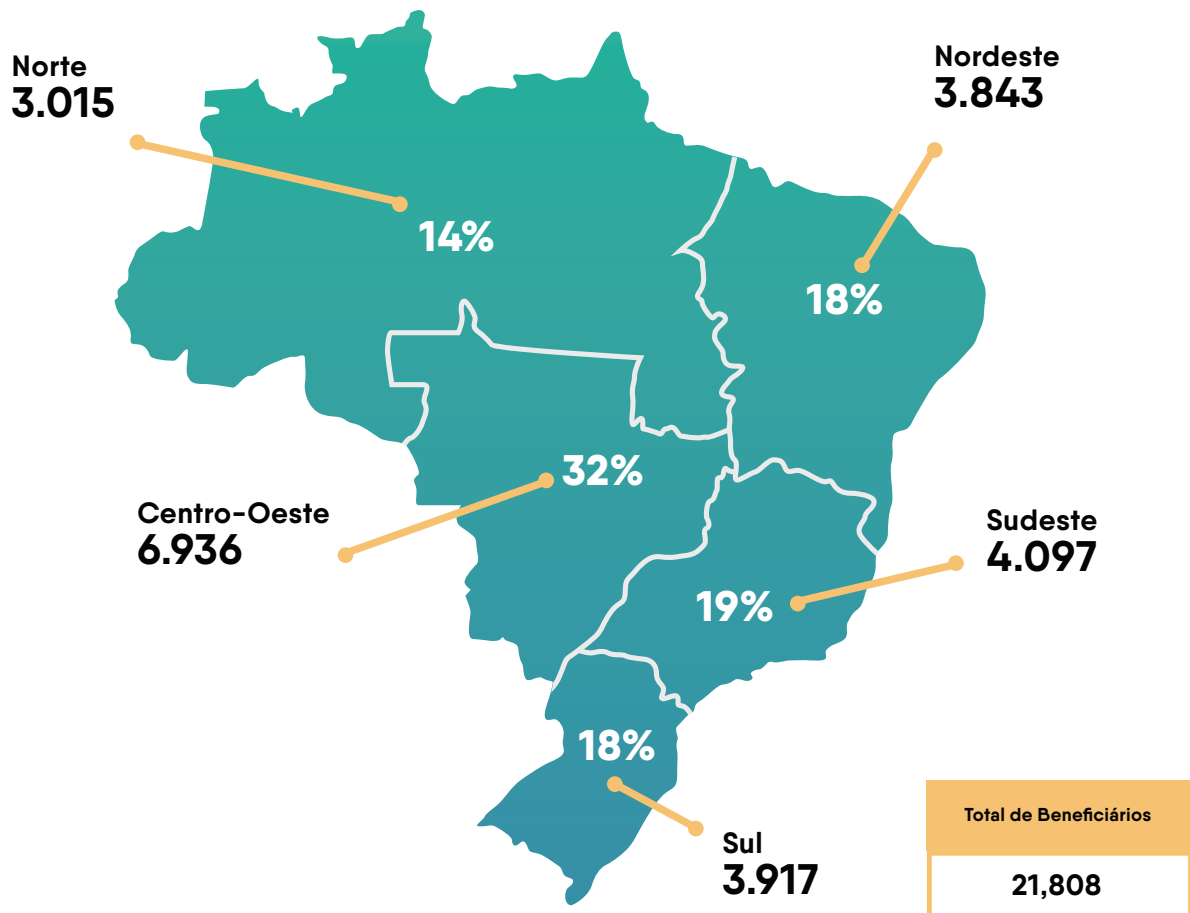 Norte
3.015
14%
Nordeste
3.843
18%
Centro-Oeste
6.936
32%
Sudeste
4.097
19%
18%
Sul
3.917
Total de Beneficiários
21,808